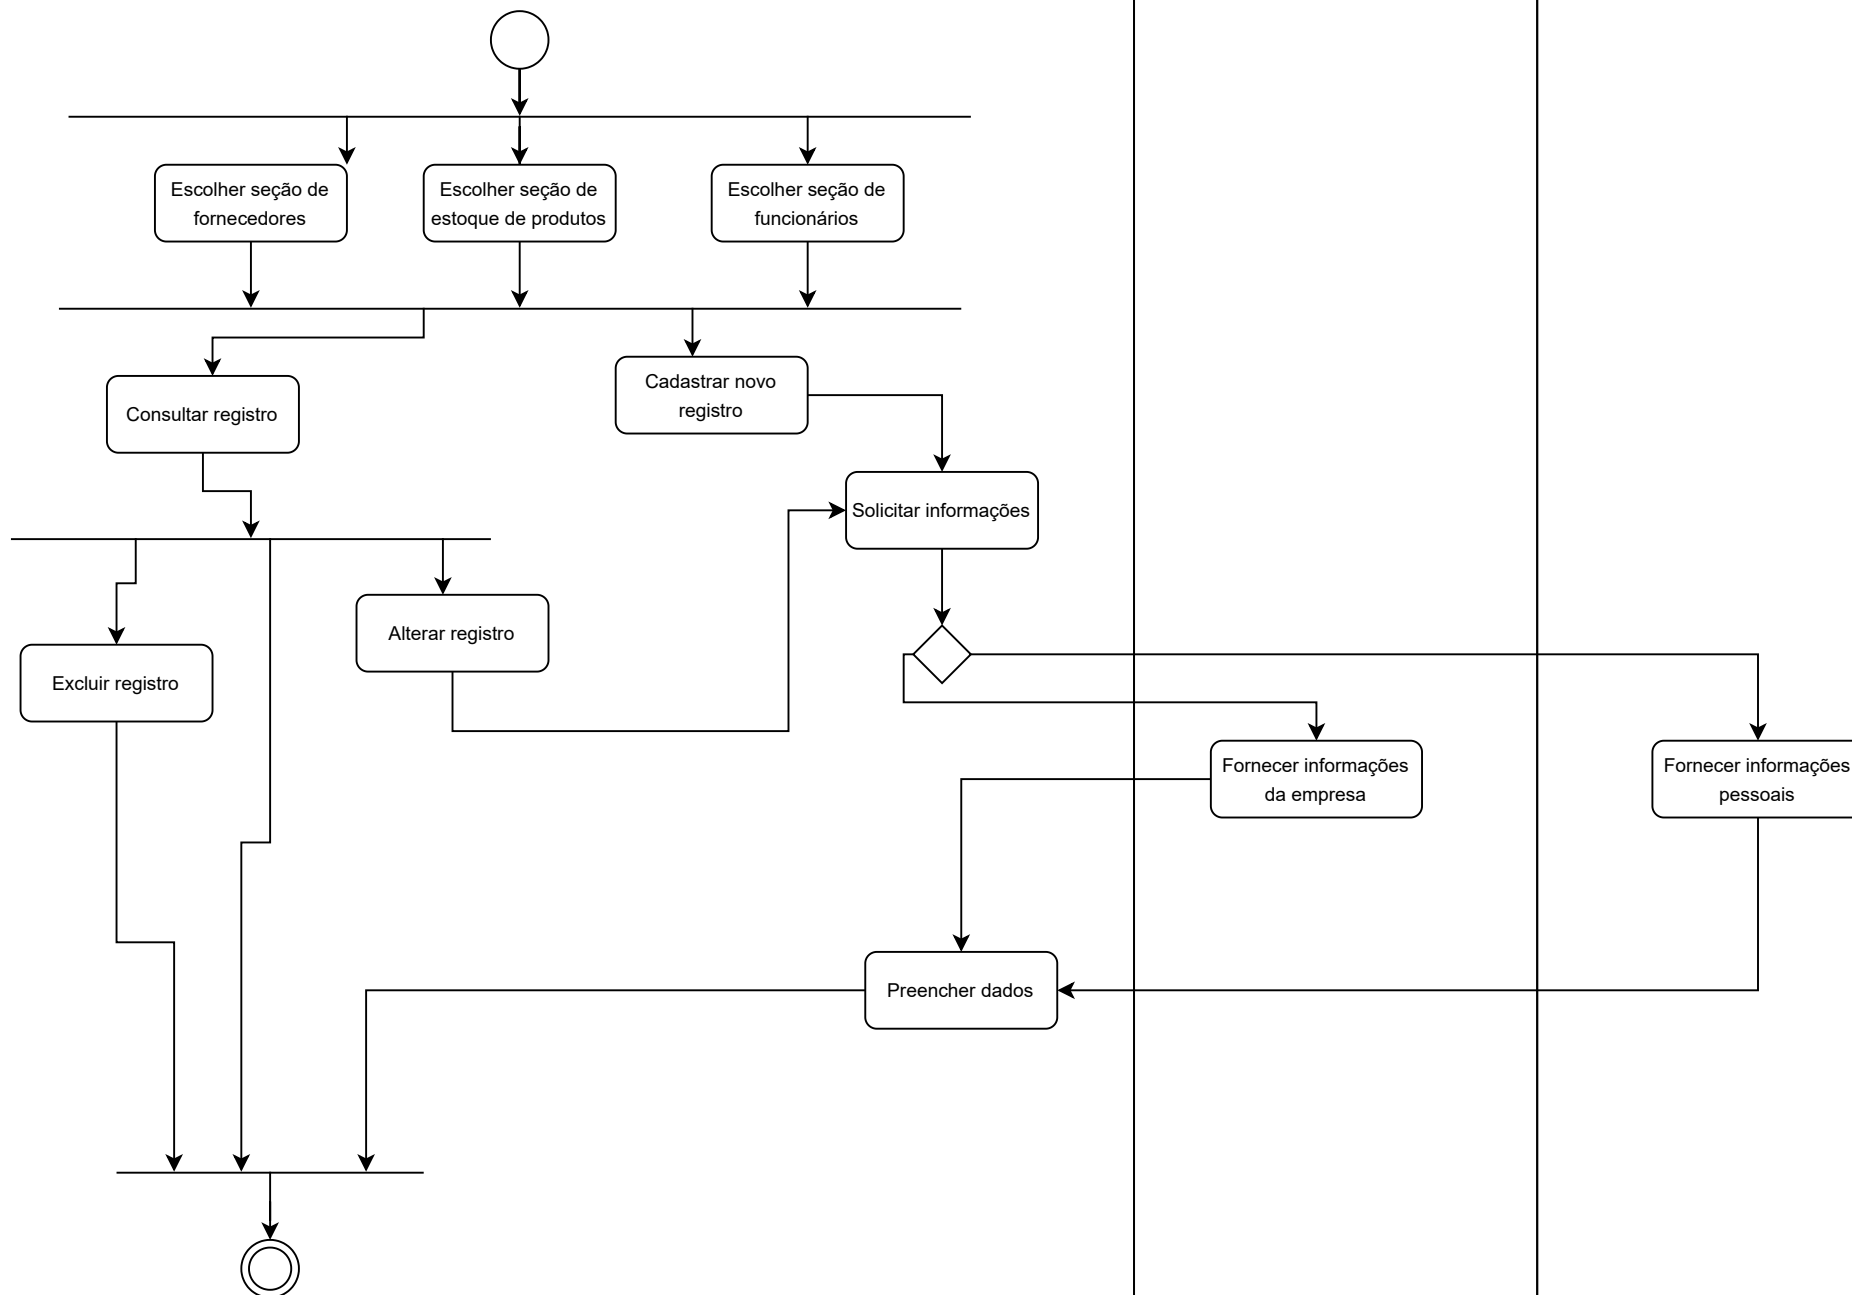 Escolher seção de
fornecedores
Escolher seção de
estoque de produtos
Escolher seção de
funcionários
Consultar registro
Cadastrar novo
registro
Solicitar informações
Alterar registro
Excluir registro
Fornecer informações
da empresa
Fornecer informações
pessoais
Preencher dados